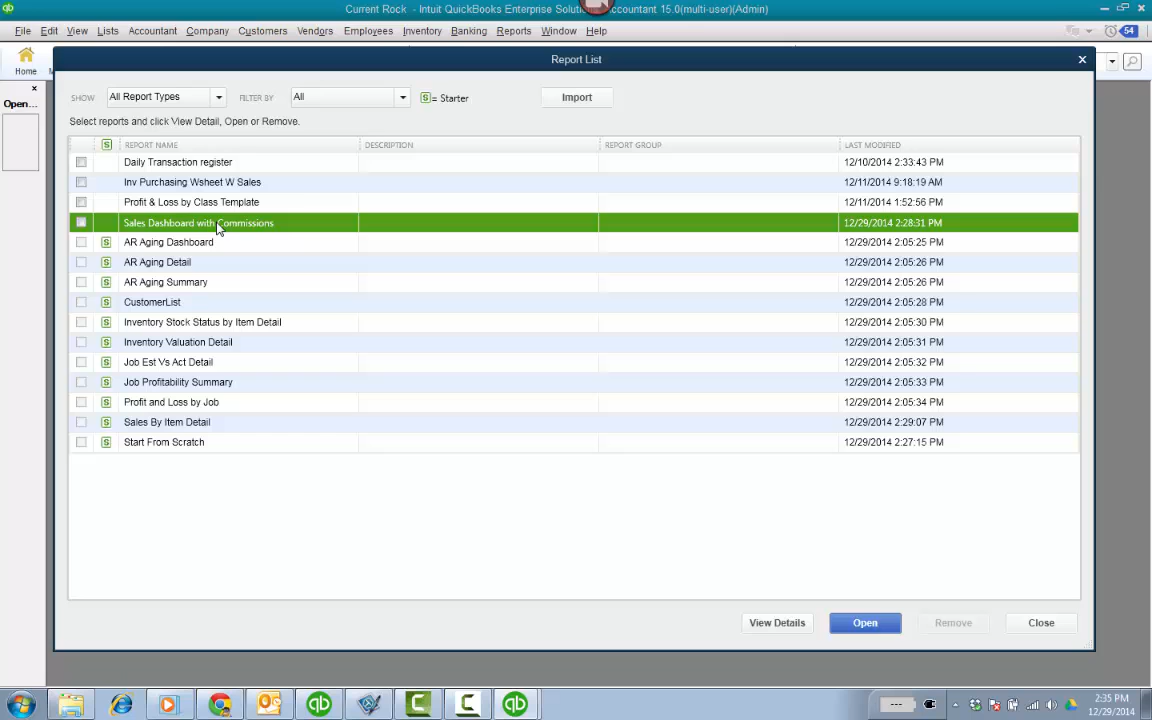 Current Rock - Intuit QuickBooks Enterprise Solu ccountant 15.0(multi-user)(Admin)
File Edit View Lists Accountant Company Customers Vendors Employees Inventory Banking Reports Window Help
54
Home
Open...
Report List
SHOW All Report Types FILTER BY All S = Starter Import
Select reports and click View Detail, Open or Remove.
S REPORT NAME DESCRIPTION REPORT GROUP LAST MODIFIED
Daily Transaction register 12/10/2014 2:33:43 PM
Inv Purchasing Wsheet W Sales 12/11/2014 9:18:19 AM
Profit & Loss by Class Template 12/11/2014 1:52:56 PM
Sales Dashboard with Commissions 12/29/2014 2:28:31 PM
S AR Aging Dashboard 12/29/2014 2:05:25 PM
S AR Aging Detail 12/29/2014 2:05:26 PM
S AR Aging Summary 12/29/2014 2:05:26 PM
S CustomerList 12/29/2014 2:05:28 PM
S Inventory Stock Status by Item Detail 12/29/2014 2:05:30 PM
S Inventory Valuation Detail 12/29/2014 2:05:31 PM
S Job Est Vs Act Detail 12/29/2014 2:05:32 PM
S Job Profitability Summary 12/29/2014 2:05:33 PM
S Profit and Loss by Job 12/29/2014 2:05:34 PM
S Sales By Item Detail 12/29/2014 2:29:07 PM
S Start From Scratch 12/29/2014 2:27:15 PM
View Details Open Remove Close
2:35 PM
12/29/2014